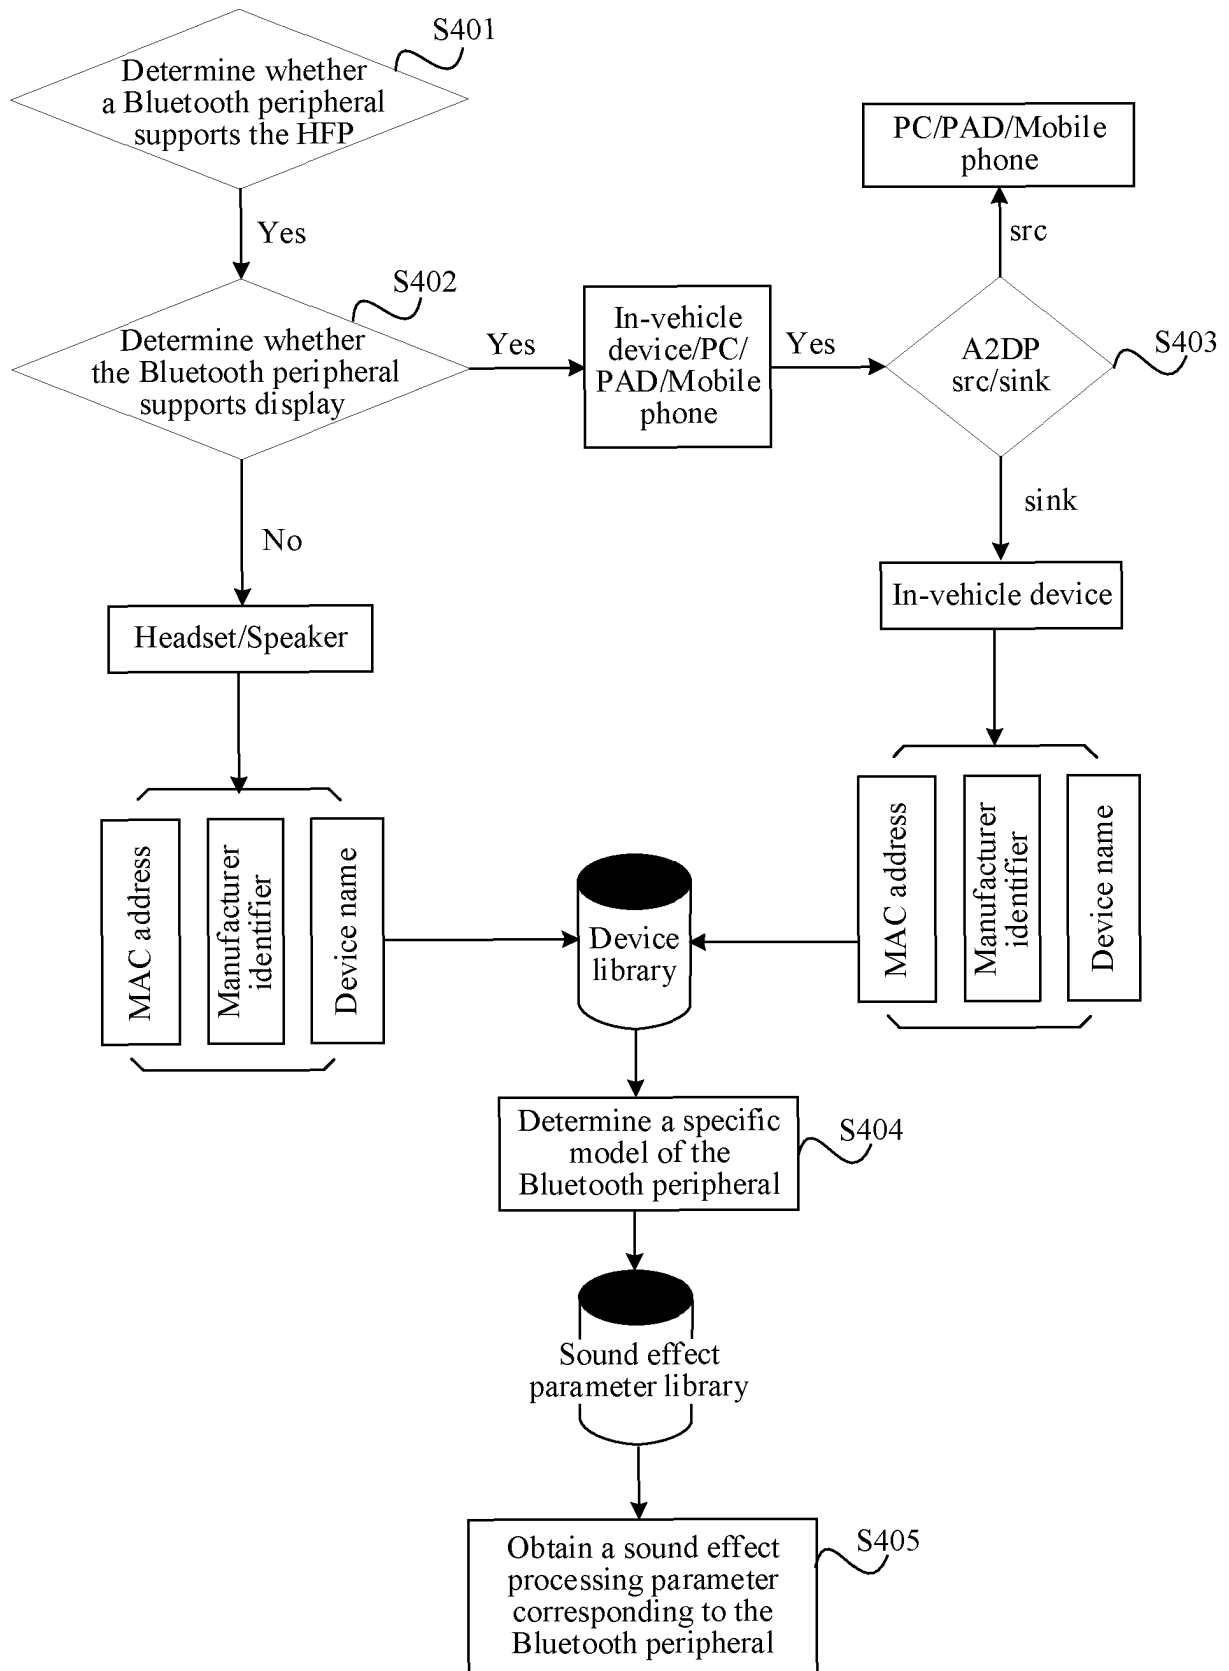 S401
Determine whether
a Bluetooth peripheral
supports the HFP
Yes
S402
Determine whether
the Bluetooth peripheral
supports display
Yes
In-vehicle
device/PC/
PAD/Mobile
phone
Yes
A2DP
src/sink
S403
src
PC/PAD/Mobile
phone
sink
In-vehicle device
No
Headset/Speaker
MAC address
Manufacturer
identifier
Device name
Device
library
MAC address
Manufacturer
identifier
Device name
Determine a specific
model of the
Bluetooth peripheral
S404
Sound effect
parameter library
Obtain a sound effect
processing parameter
corresponding to the
Bluetooth peripheral
S405